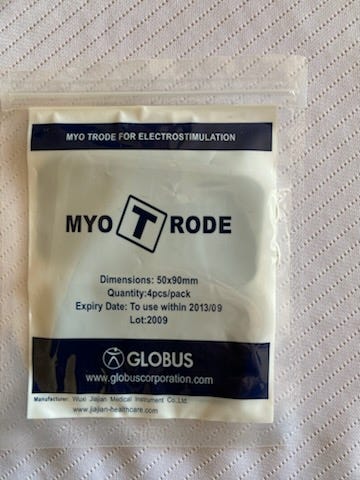 MYO TRODE FOR ELECTROSTIMULATION
MYO T RODE
Dimensions: 50x90mm
Quantity:4pcs/pack
Expiry Date: To use within 2013/09
Lot:2009
GLOBUS
www.globuscorporation.com
Manufacturer: Wuxi Jiajian Medical Instrument Co.,Ltd.
www.jiajian-healthcare.com